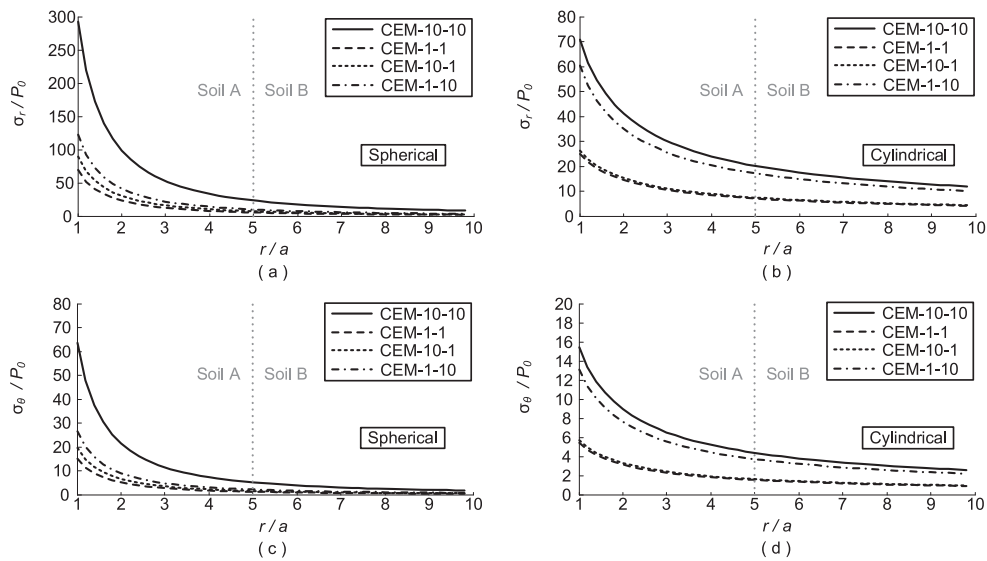 300
250
200
150
100
50
0
σr / P0
CEM-10-10
CEM-1-1
CEM-10-1
CEM-1-10
Soil A
Soil B
Spherical
1 2 3 4 5 6 7 8 9 10
r / a
( a )
80
70
60
50
40
30
20
10
0
σr / P0
CEM-10-10
CEM-1-1
CEM-10-1
CEM-1-10
Soil A
Soil B
Cylindrical
1 2 3 4 5 6 7 8 9 10
r / a
( b )
80
70
60
50
40
30
20
10
0
σθ / P0
CEM-10-10
CEM-1-1
CEM-10-1
CEM-1-10
Soil A
Soil B
Spherical
1 2 3 4 5 6 7 8 9 10
r / a
( c )
20
18
16
14
12
10
8
6
4
2
0
σθ / P0
CEM-10-10
CEM-1-1
CEM-10-1
CEM-1-10
Soil A
Soil B
Cylindrical
1 2 3 4 5 6 7 8 9 10
r / a
( d )